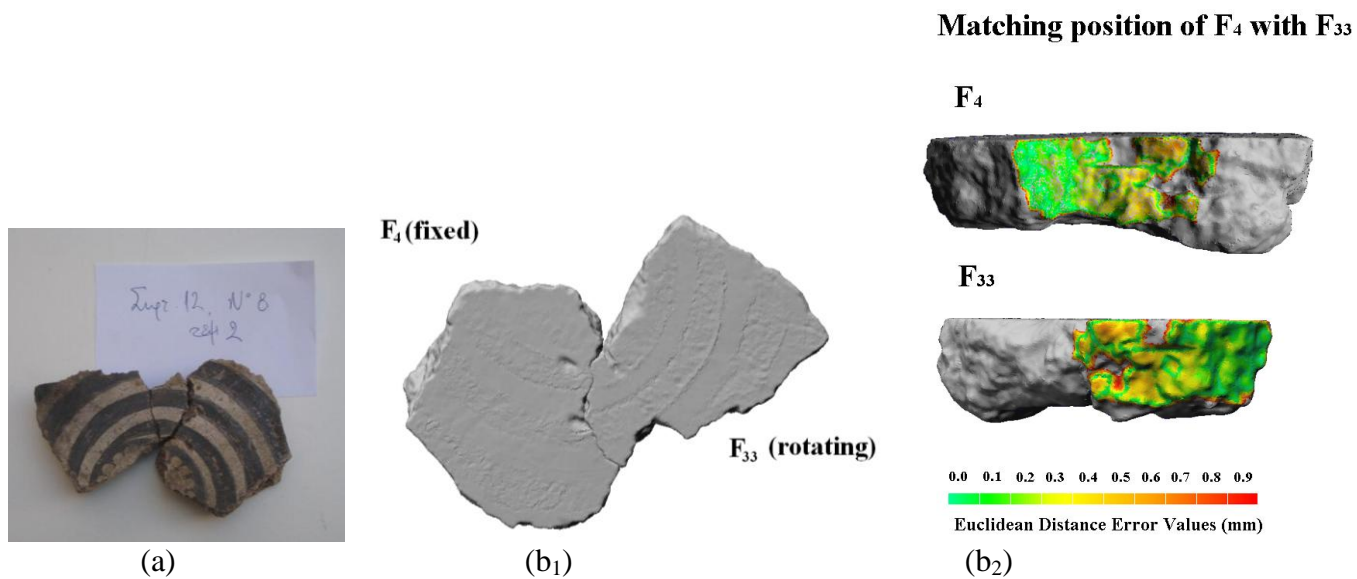 Matching position of F4 with F33
F4
F4 (fixed)
F33 (rotating)
F33
N° 8
2
0.0 0.1 0.2 0.3 0.4 0.5 0.6 0.7 0.8 0.9
Euclidean Distance Error Values (mm)
(a)
(b1)
(b2)